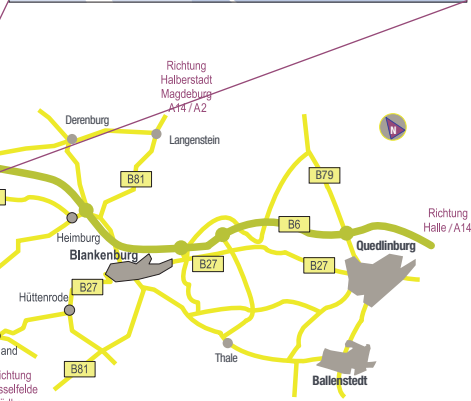 Richtung
Halberstadt
Magdeburg
A14 / A2
Derenburg
Langenstein
N
B81
B79
Richtung
Halle / A14
B6
Heimburg
Quedlinburg
Blankenburg
B27
B27
B27
Hüttenrode
and
Thale
B81
ichtung
sselfelde
Ballenstedt